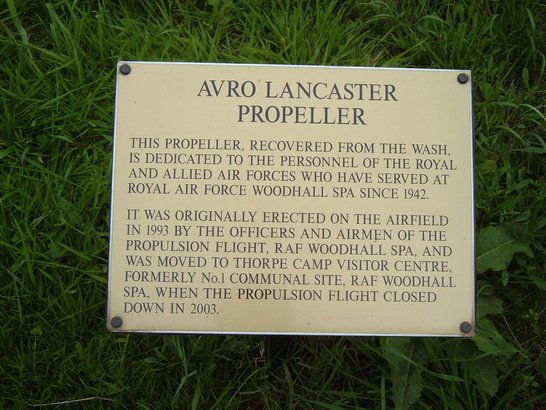 AVRO LANCASTER
PROPELLER
THIS PROPELLER, RECOVERED FROM THE WASH,
IS DEDICATED TO THE PERSONNEL OF THE ROYAL
AND ALLIED AIR FORCES WHO HAVE SERVED AT
ROYAL AIR FORCE WOODHALL SPA SINCE 1942.
IT WAS ORIGINALLY ERECTED ON THE AIRFIELD
IN 1993 BY THE OFFICERS AND AIRMEN OF THE
PROPULSION FLIGHT, RAF WOODHALL SPA, AND
WAS MOVED TO THORPE CAMP VISITOR CENTRE,
FORMERLY No.1 COMMUNAL SITE, RAF WOODHALL
SPA, WHEN THE PROPULSION FLIGHT CLOSED
DOWN IN 2003.